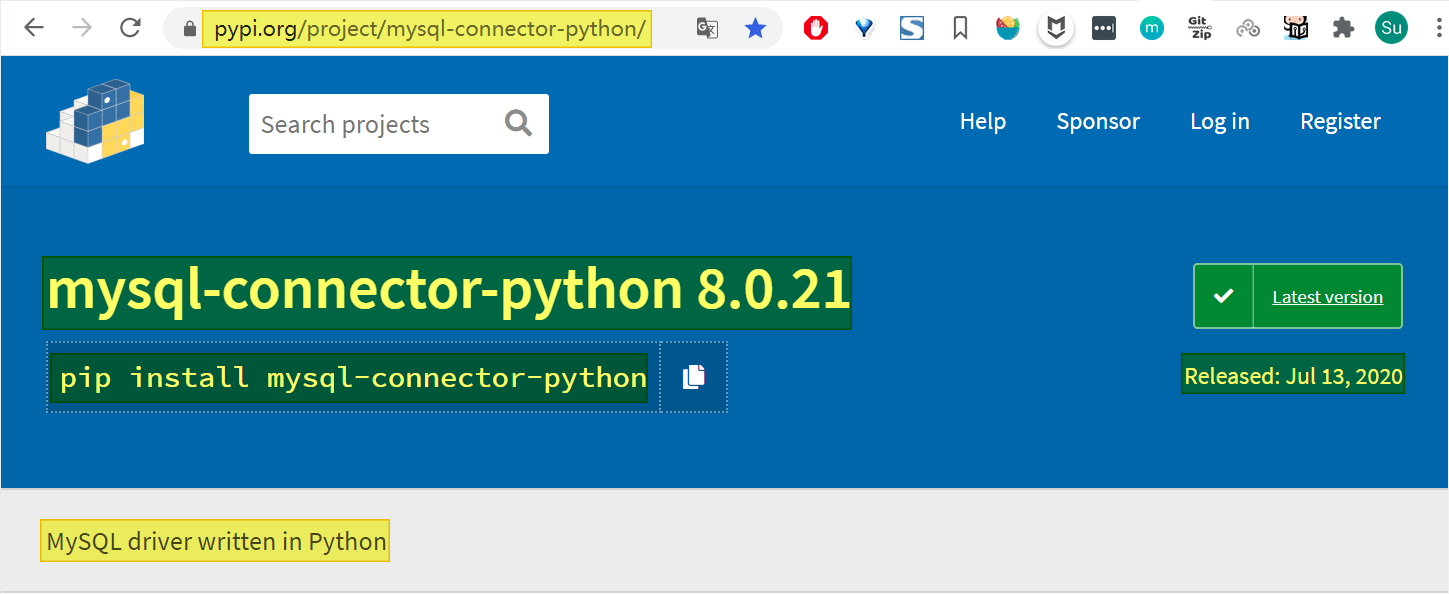 pypi.org/project/mysql-connector-python/
m
Git
Zip
Su
Search projects
Help
Sponsor
Log in
Register
mysql-connector-python 8.0.21
Latest version
pip install mysql-connector-python
Released: Jul 13, 2020
MySQL driver written in Python